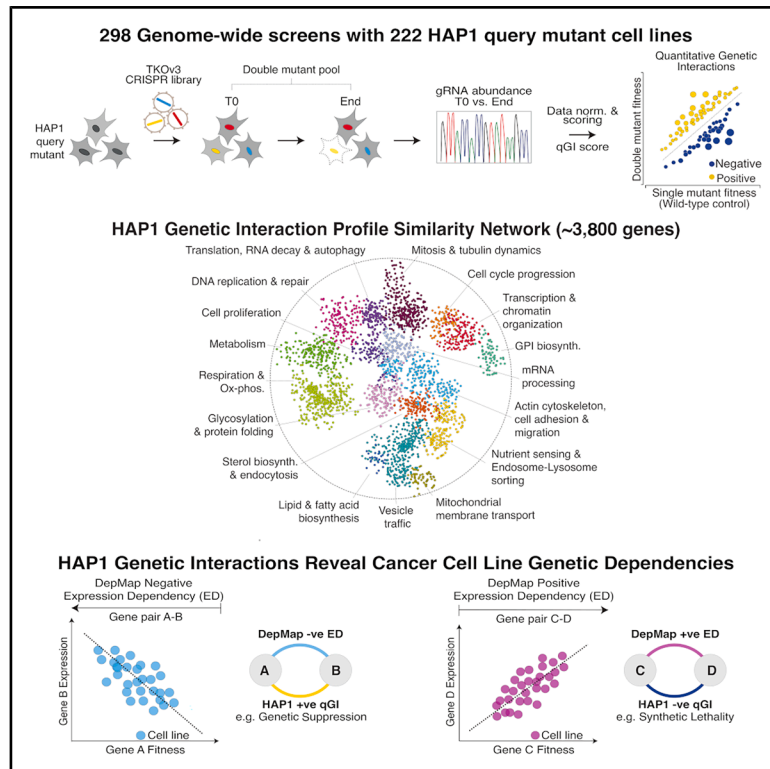 298 Genome-wide screens with 222 HAP1 query mutant cell lines
TKOv3
CRISPR library
Double mutant pool
T0
End
HAP1
query
mutant
gRNA abundance
T0 vs. End
Data norm. &
scoring
qGI score
Quantitative Genetic
Interactions
Double mutant fitness
Negative
Positive
Single mutant fitness
(Wild-type control)
HAP1 Genetic Interaction Profile Similarity Network (~3,800 genes)
Translation, RNA decay & autophagy
Mitosis & tubulin dynamics
DNA replication & repair
Cell cycle progression
Cell proliferation
Transcription &
chromatin
organization
Metabolism
GPI biosynth.
Respiration &
Ox-phos.
mRNA
processing
Glycosylation
& protein folding
Actin cytoskeleton,
cell adhesion &
migration
Sterol biosynth.
& endocytosis
Nutrient sensing &
Endosome-Lysosome
sorting
Lipid & fatty acid
biosynthesis
Vesicle
traffic
Mitochondrial
membrane transport
HAP1 Genetic Interactions Reveal Cancer Cell Line Genetic Dependencies
DepMap Negative
Expression Dependency (ED)
Gene pair A-B
Gene B Expression
Cell line
Gene A Fitness
DepMap -ve ED
A
B
HAP1 +ve qGI
e.g. Genetic Suppression
DepMap Positive
Expression Dependency (ED)
Gene pair C-D
Gene D Expression
Cell line
Gene C Fitness
DepMap +ve ED
C
D
HAP1 -ve qGI
e.g. Synthetic Lethality